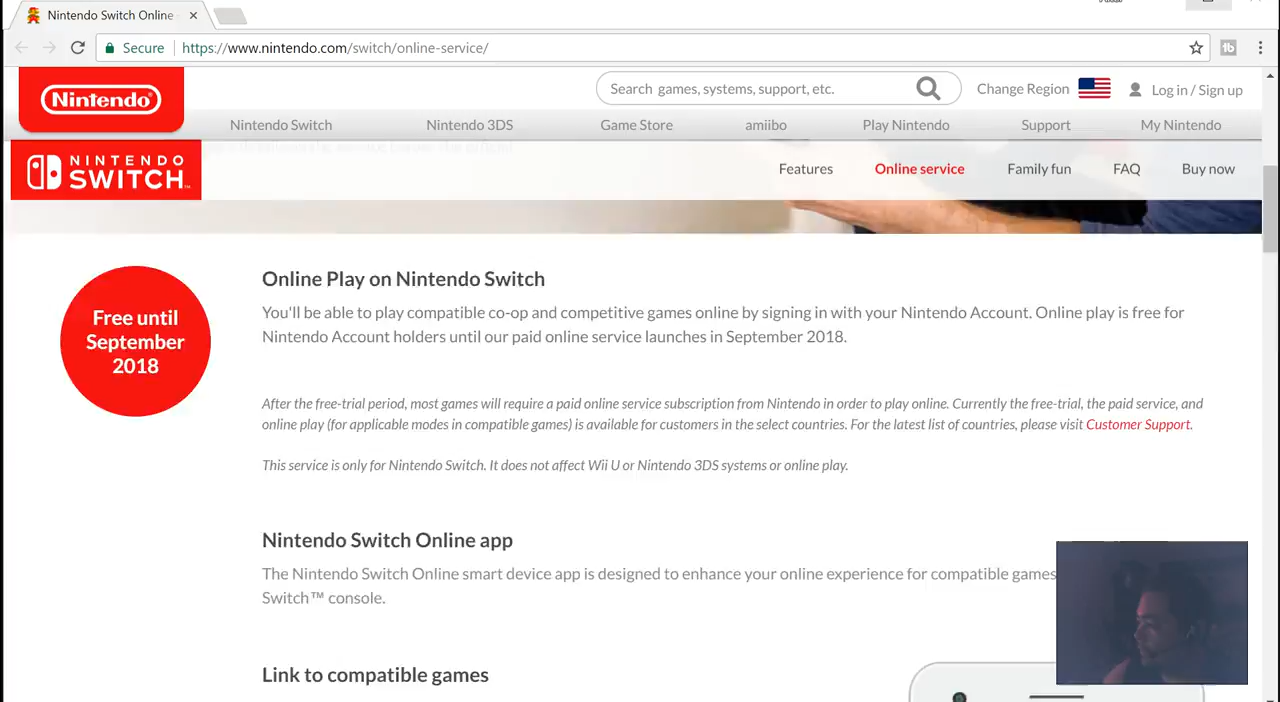 Nintendo Switch Online
Secure https://www.nintendo.com/switch/online-service/
Nintendo®
Search games, systems, support, etc.
Change Region
Log in / Sign up
Nintendo Switch Nintendo 3DS Game Store amiibo Play Nintendo Support My Nintendo
NINTENDO
SWITCH™
Features Online service Family fun FAQ Buy now
Free until
September
2018
Online Play on Nintendo Switch
You'll be able to play compatible co-op and competitive games online by signing in with your Nintendo Account. Online play is free for
Nintendo Account holders until our paid online service launches in September 2018.
After the free-trial period, most games will require a paid online service subscription from Nintendo in order to play online. Currently the free-trial, the paid service, and
online play (for applicable modes in compatible games) is available for customers in the select countries. For the latest list of countries, please visit Customer Support.
This service is only for Nintendo Switch. It does not affect Wii U or Nintendo 3DS systems or online play.
Nintendo Switch Online app
The Nintendo Switch Online smart device app is designed to enhance your online experience for compatible games
Switch™ console.
Link to compatible games